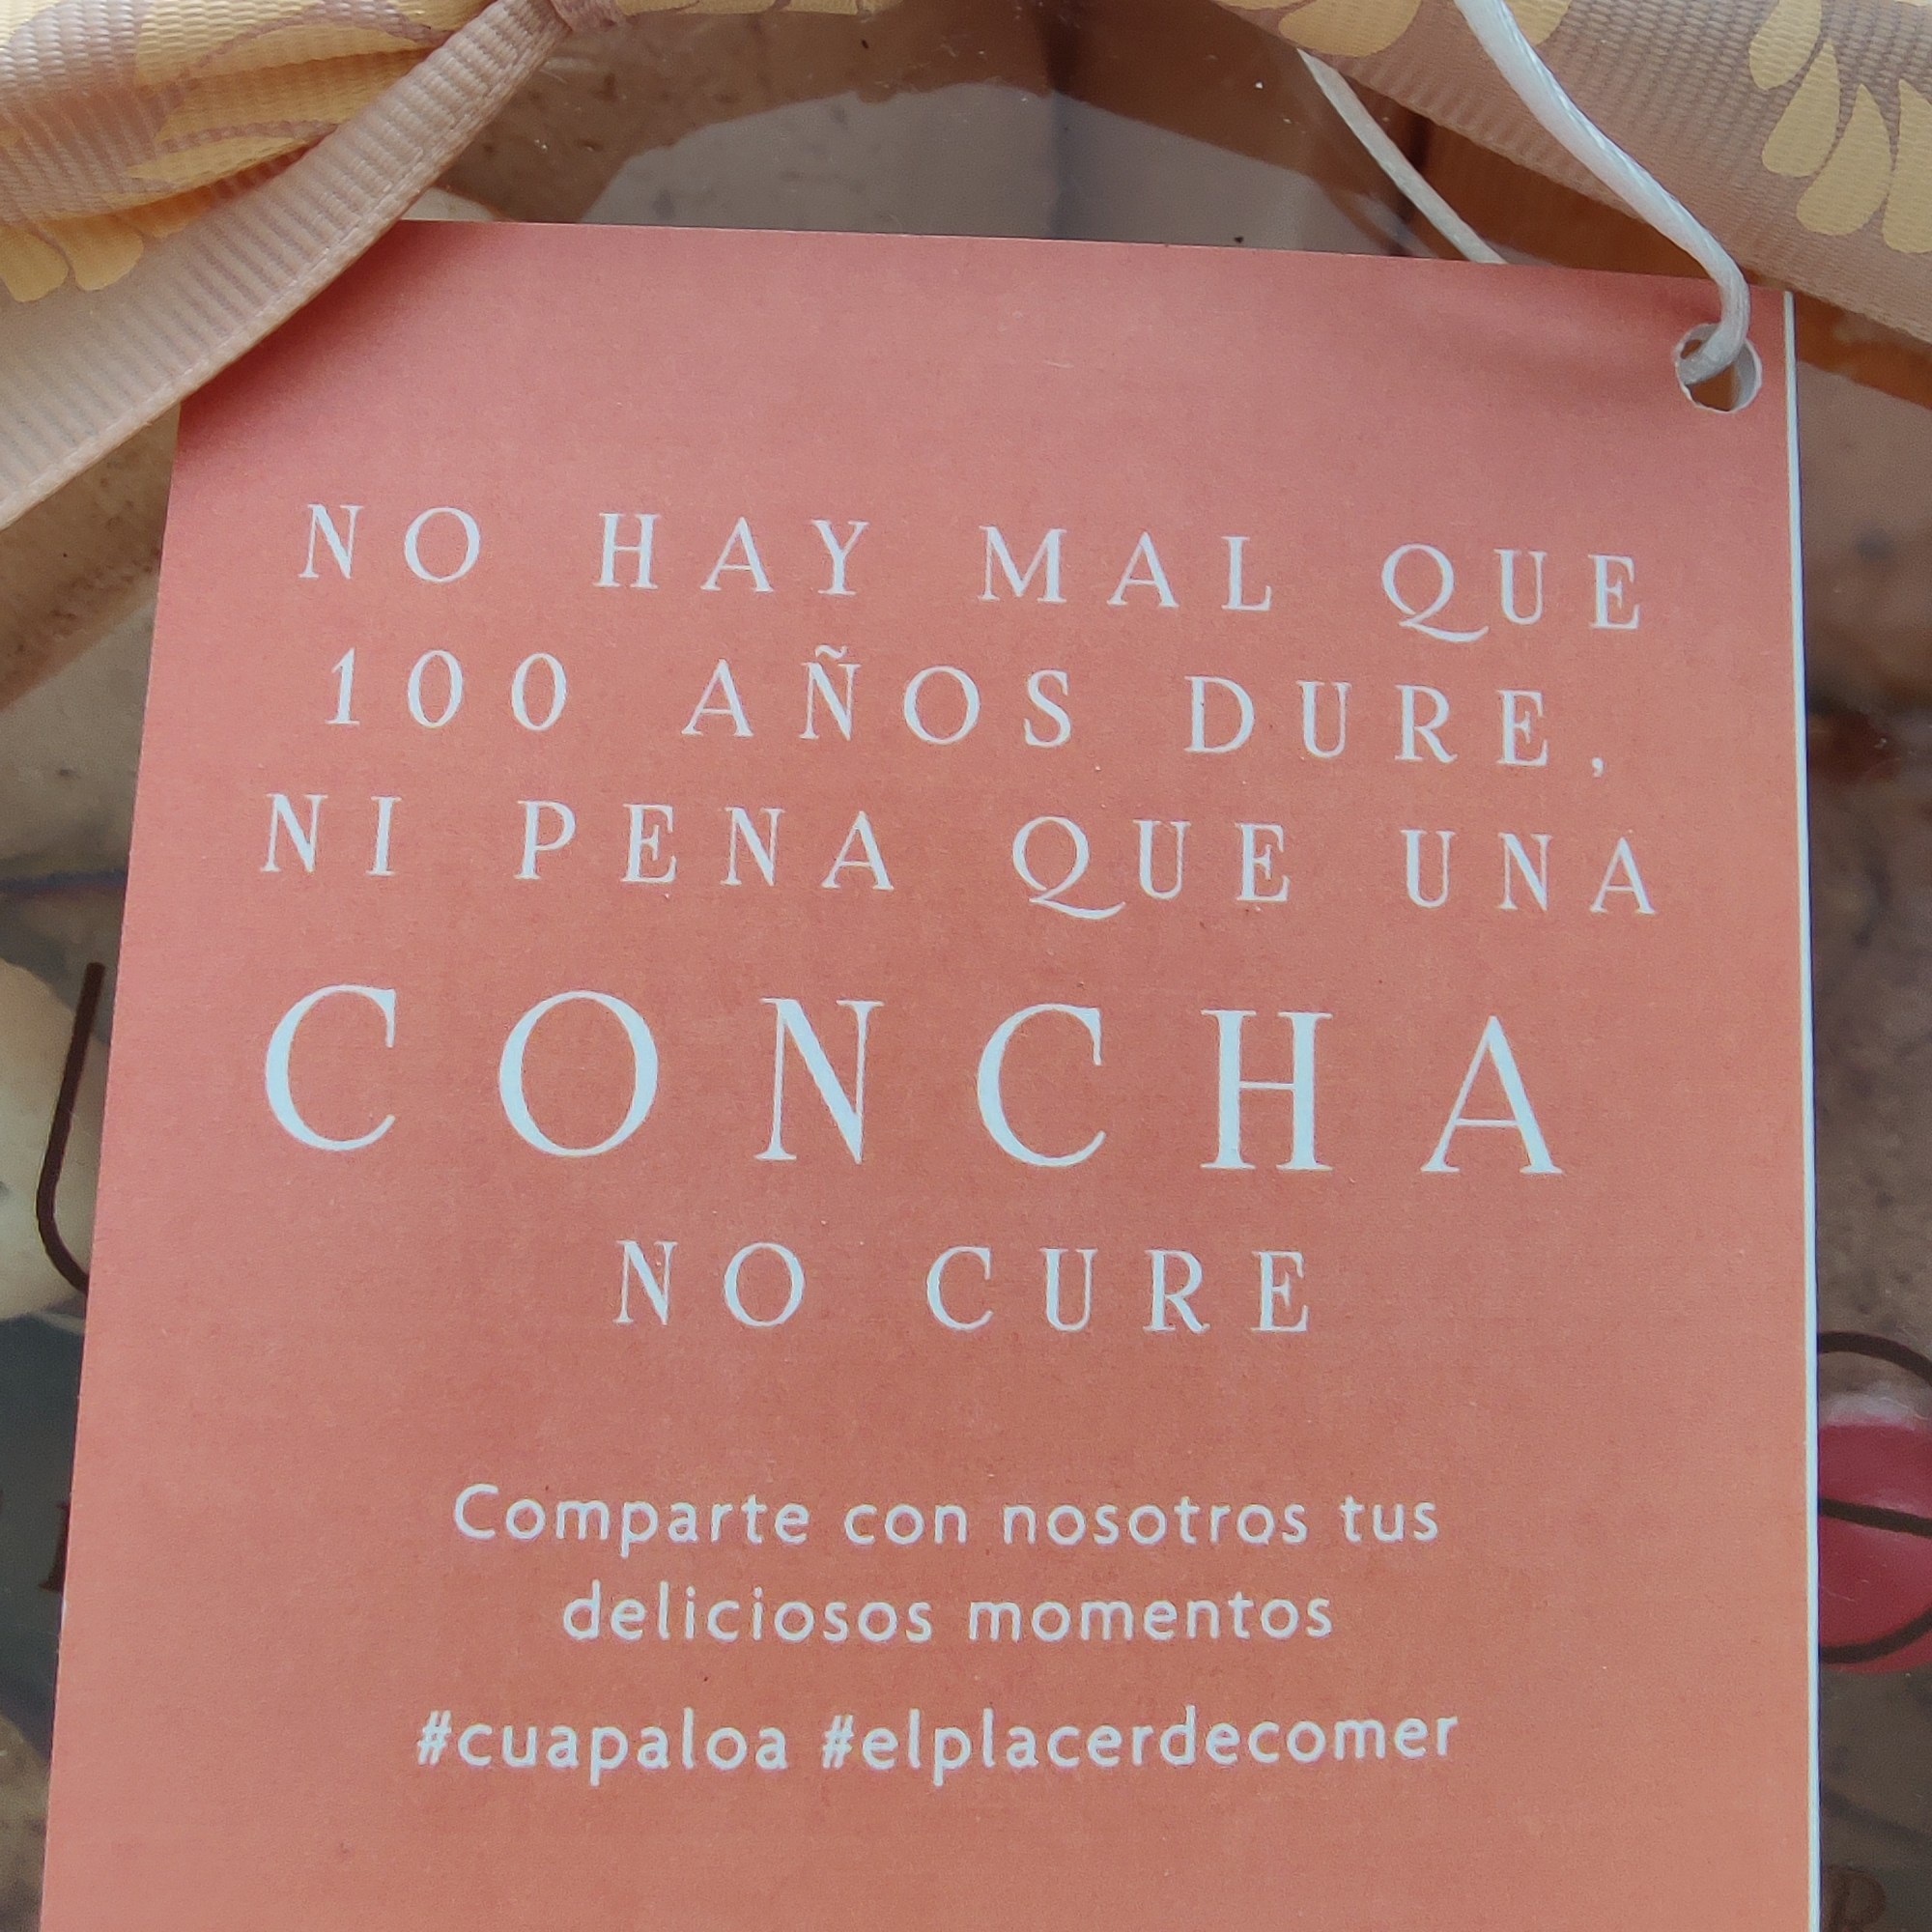 NO HAY MAL QUE
100 AÑOS DURE,
NI PENA QUE UNA
CONCHA
NO CURE
Comparte con nosotros tus
deliciosos momentos
#cuapaloa #elplacerdecomer